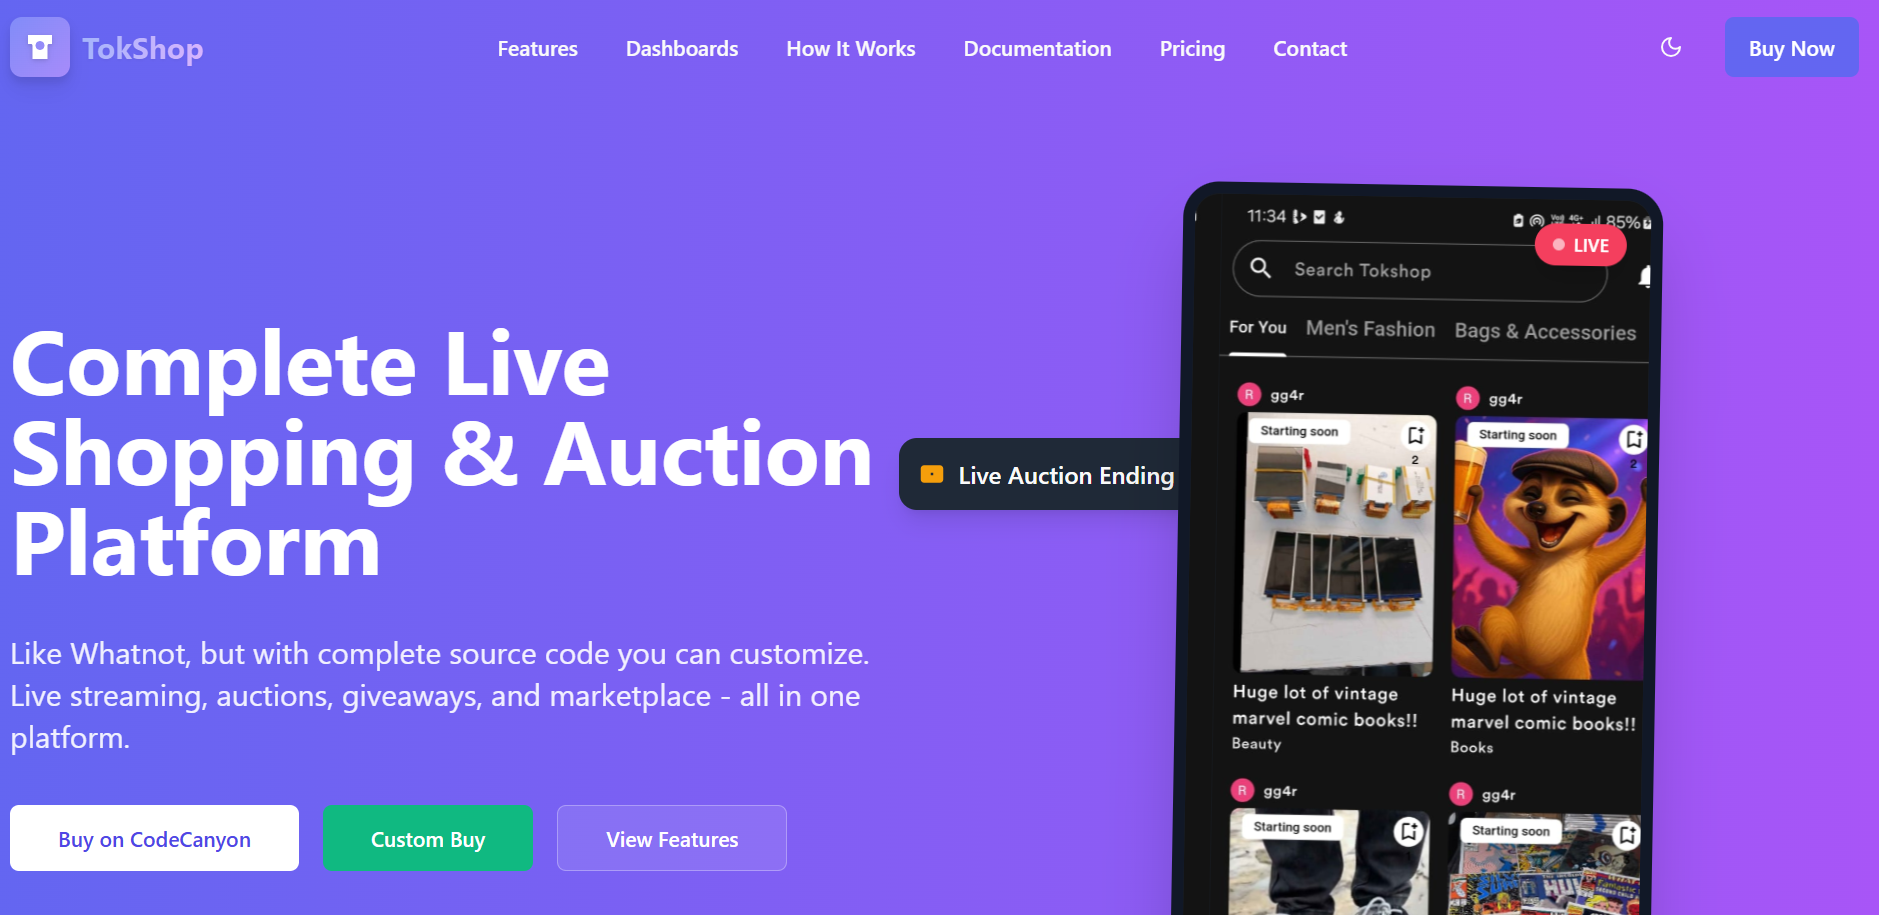 TokShop
Features
Dashboards
How It Works
Documentation
Pricing
Contact
Buy Now
Complete Live
Shopping & Auction
Platform
Like Whatnot, but with complete source code you can customize.
Live streaming, auctions, giveaways, and marketplace - all in one
platform.
Buy on CodeCanyon
Custom Buy
View Features
Live Auction Ending
11:34
4G+
85%
LIVE
Search Tokshop
For You
Men's Fashion
Bags & Accessories
R
gg4r
Starting soon
2
Huge lot of vintage
marvel comic books!!
Beauty
R
gg4r
Starting soon
2
Huge lot of vintage
marvel comic books!!
Books
R
gg4r
Starting soon
R
gg4r
Starting soon